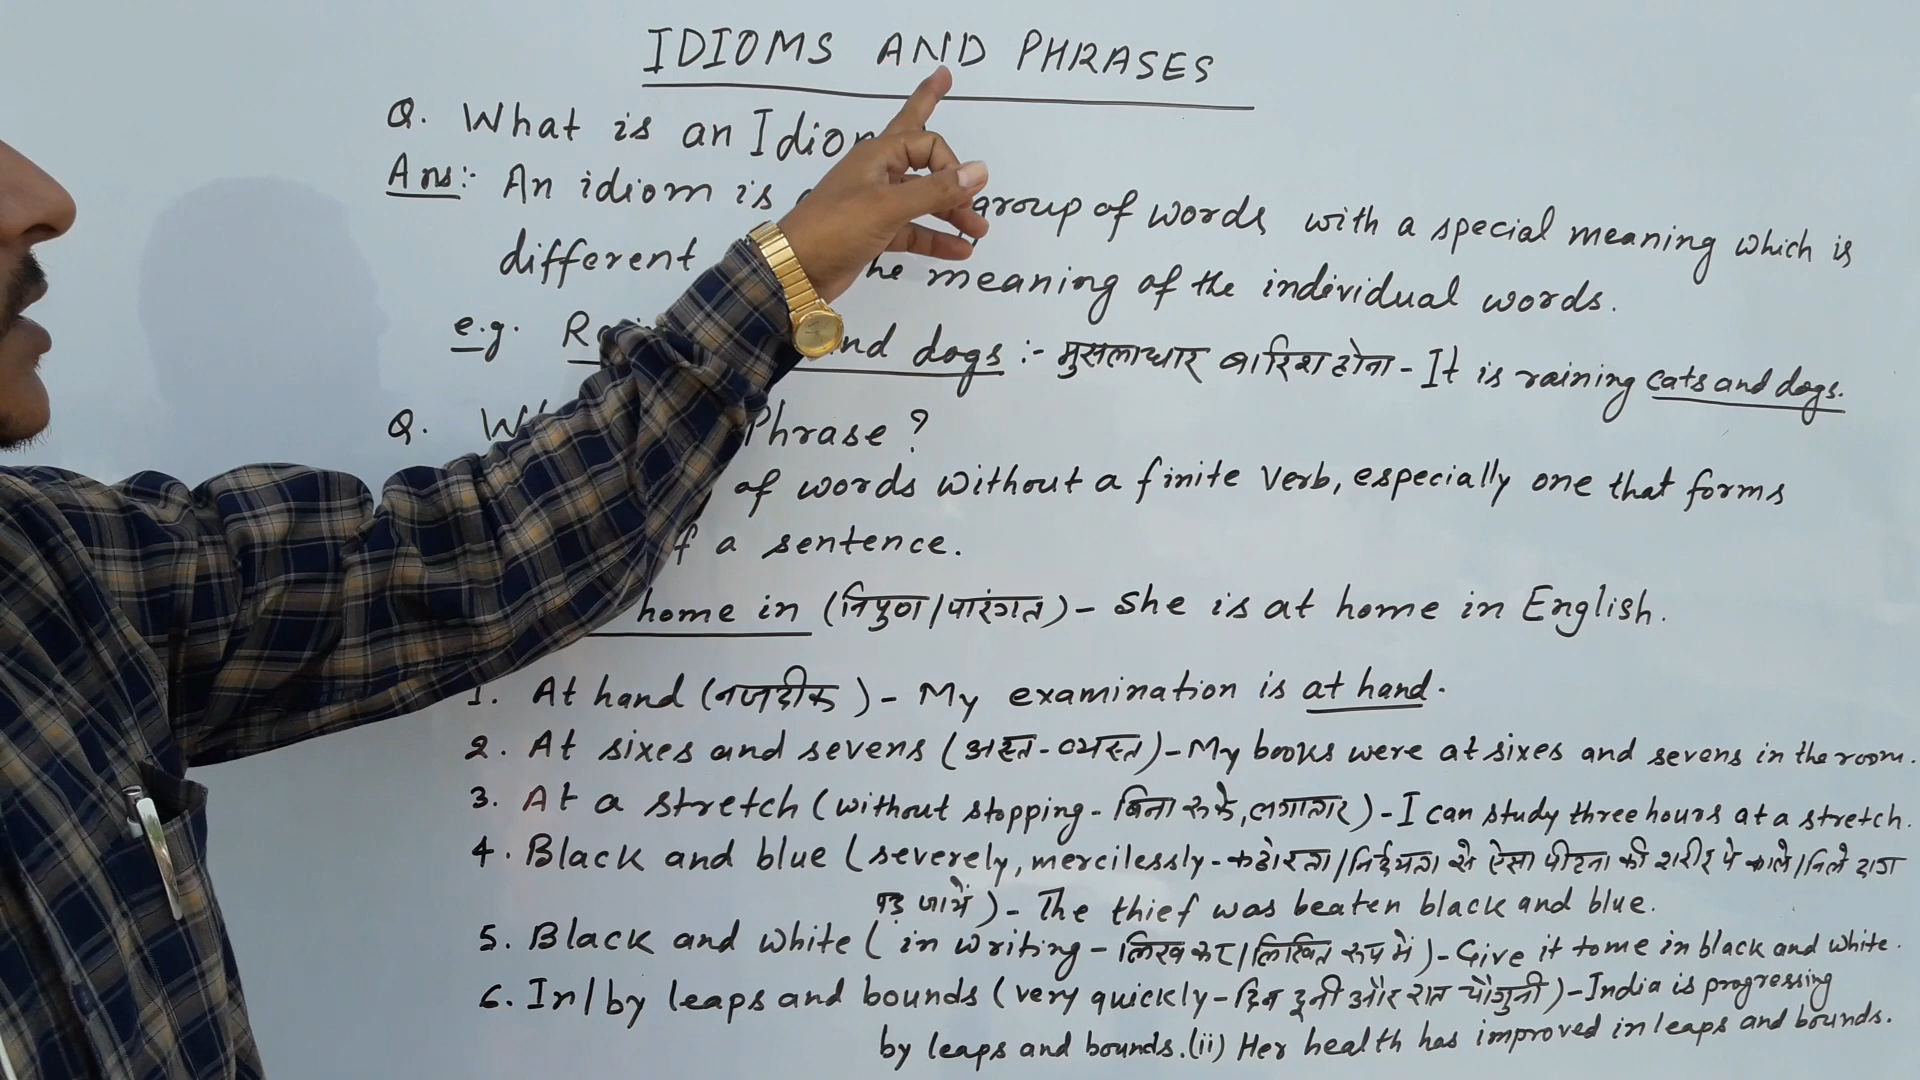 IDIOMS AND PHRASES
Q. What is an
Ans:- An idiom is group of words with a special meaning which is
different meaning of the individual words.
e.g. and dogs :- मुसलाधार बारिश होना - It is raining cats and dogs.
Q. Phrase ?
of words without a finite verb, especially one that forms
a sentence.
home in (निपुण/पारंगत) - She is at home in English.
1. At hand (नजदीक) - My examination is at hand.
2. At sixes and sevens (अस्त-व्यस्त) - My books were at sixes and sevens in the room.
3. At a stretch (without stopping - बिना रूके, लगातार) - I can study three hours at a stretch.
4. Black and blue (severely, mercilessly - कठोरता/निर्दयता से ऐसा पीटना की शरीर पे काले/निले दाग
पड़ जायें) - The thief was beaten black and blue.
5. Black and white (in writing - लिखकर/लिखित रूप में) - Give it to me in black and white.
6. In/by leaps and bounds (very quickly - दिन दूनी और रात चौगुनी) - India is progressing
by leaps and bounds. (ii) Her health has improved in leaps and bounds.